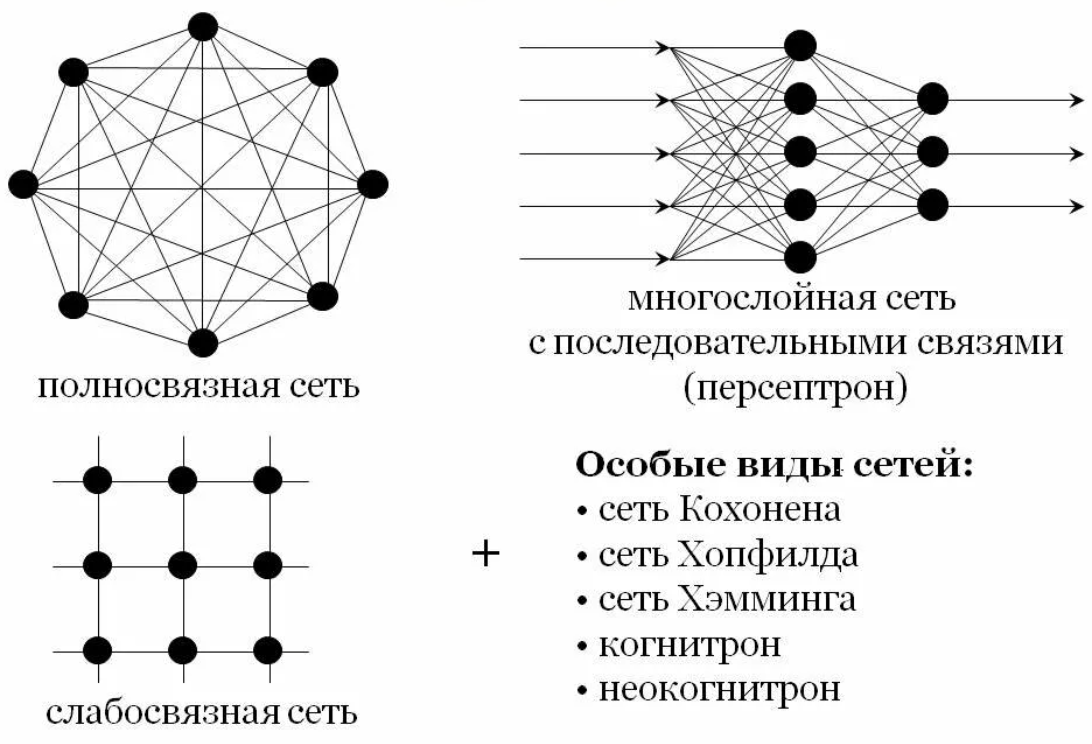 полносвязная сеть
многослойная сеть
с последовательными связями
(персептрон)
слабосвязная сеть
+
Особые виды сетей:
• сеть Кохонена
• сеть Хопфилда
• сеть Хэмминга
• когнитрон
• неокогнитрон